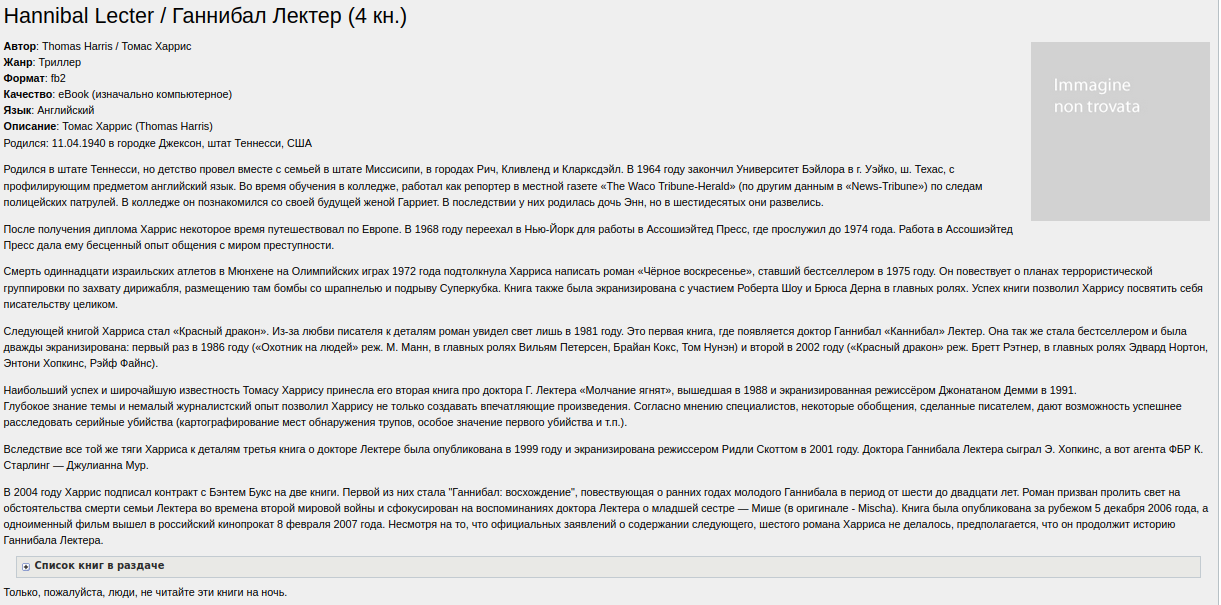 Hannibal Lecter / Ганнибал Лектер (4 кн.)
Автор: Thomas Harris / Томас Харрис
Жанр: Триллер
Формат: fb2
Качество: eBook (изначально компьютерное)
Язык: Английский
Описание: Томас Харрис (Thomas Harris)
Родился: 11.04.1940 в городке Джексон, штат Теннесси, США
Immagine
non trovata
Родился в штате Теннесси, но детство провел вместе с семьей в штате Миссисипи, в городах Рич, Кливленд и Кларксдэйл. В 1964 году закончил Университет Бэйлора в г. Уэйко, ш. Техас, с
профилирующим предметом английский язык. Во время обучения в колледже, работал как репортер в местной газете «The Waco Tribune-Herald» (по другим данным в «News-Tribune») по следам
полицейских патрулей. В колледже он познакомился со своей будущей женой Гарриет. В последствии у них родилась дочь Энн, но в шестидесятых они развелись.
После получения диплома Харрис некоторое время путешествовал по Европе. В 1968 году переехал в Нью-Йорк для работы в Ассошиэйтед Пресс, где прослужил до 1974 года. Работа в Ассошиэйтед
Пресс дала ему бесценный опыт общения с миром преступности.
Смерть одиннадцати израильских атлетов в Мюнхене на Олимпийских играх 1972 года подтолкнула Харриса написать роман «Чёрное воскресенье», ставший бестселлером в 1975 году. Он повествует о планах террористической
группировки по захвату дирижабля, размещению там бомбы со шрапнелью и подрыву Суперкубка. Книга также была экранизирована с участием Роберта Шоу и Брюса Дерна в главных ролях. Успех книги позволил Харрису посвятить себя
писательству целиком.
Следующей книгой Харриса стал «Красный дракон». Из-за любви писателя к деталям роман увидел свет лишь в 1981 году. Это первая книга, где появляется доктор Ганнибал «Каннибал» Лектер. Она так же стала бестселлером и была
дважды экранизирована: первый раз в 1986 году («Охотник на людей» реж. М. Манн, в главных ролях Вильям Петерсен, Брайан Кокс, Том Нунэн) и второй в 2002 году («Красный дракон» реж. Бретт Рэтнер, в главных ролях Эдвард Нортон,
Энтони Хопкинс, Рэйф Файнс).
Наибольший успех и широчайшую известность Томасу Харрису принесла его вторая книга про доктора Г. Лектера «Молчание ягнят», вышедшая в 1988 и экранизированная режиссёром Джонатаном Демми в 1991.
Глубокое знание темы и немалый журналистский опыт позволил Харрису не только создавать впечатляющие произведения. Согласно мнению специалистов, некоторые обобщения, сделанные писателем, дают возможность успешнее
расследовать серийные убийства (картографирование мест обнаружения трупов, особое значение первого убийства и т.п.).
Вследствие все той же тяги Харриса к деталям третья книга о докторе Лектере была опубликована в 1999 году и экранизирована режиссером Ридли Скоттом в 2001 году. Доктора Ганнибала Лектера сыграл Э. Хопкинс, а вот агента ФБР К.
Старлинг — Джулианна Мур.
В 2004 году Харрис подписал контракт с Бэнтем Букс на две книги. Первой из них стала "Ганнибал: восхождение", повествующая о ранних годах молодого Ганнибала в период от шести до двадцати лет. Роман призван пролить свет на
обстоятельства смерти семьи Лектера во времена второй мировой войны и сфокусирован на воспоминаниях доктора Лектера о младшей сестре — Мише (в оригинале - Mischa). Книга была опубликована за рубежом 5 декабря 2006 года, а
одноименный фильм вышел в российский кинопрокат 8 февраля 2007 года. Несмотря на то, что официальных заявлений о содержании следующего, шестого романа Харриса не делалось, предполагается, что он продолжит историю
Ганнибала Лектера.
Список книг в раздаче
Только, пожалуйста, люди, не читайте эти книги на ночь.